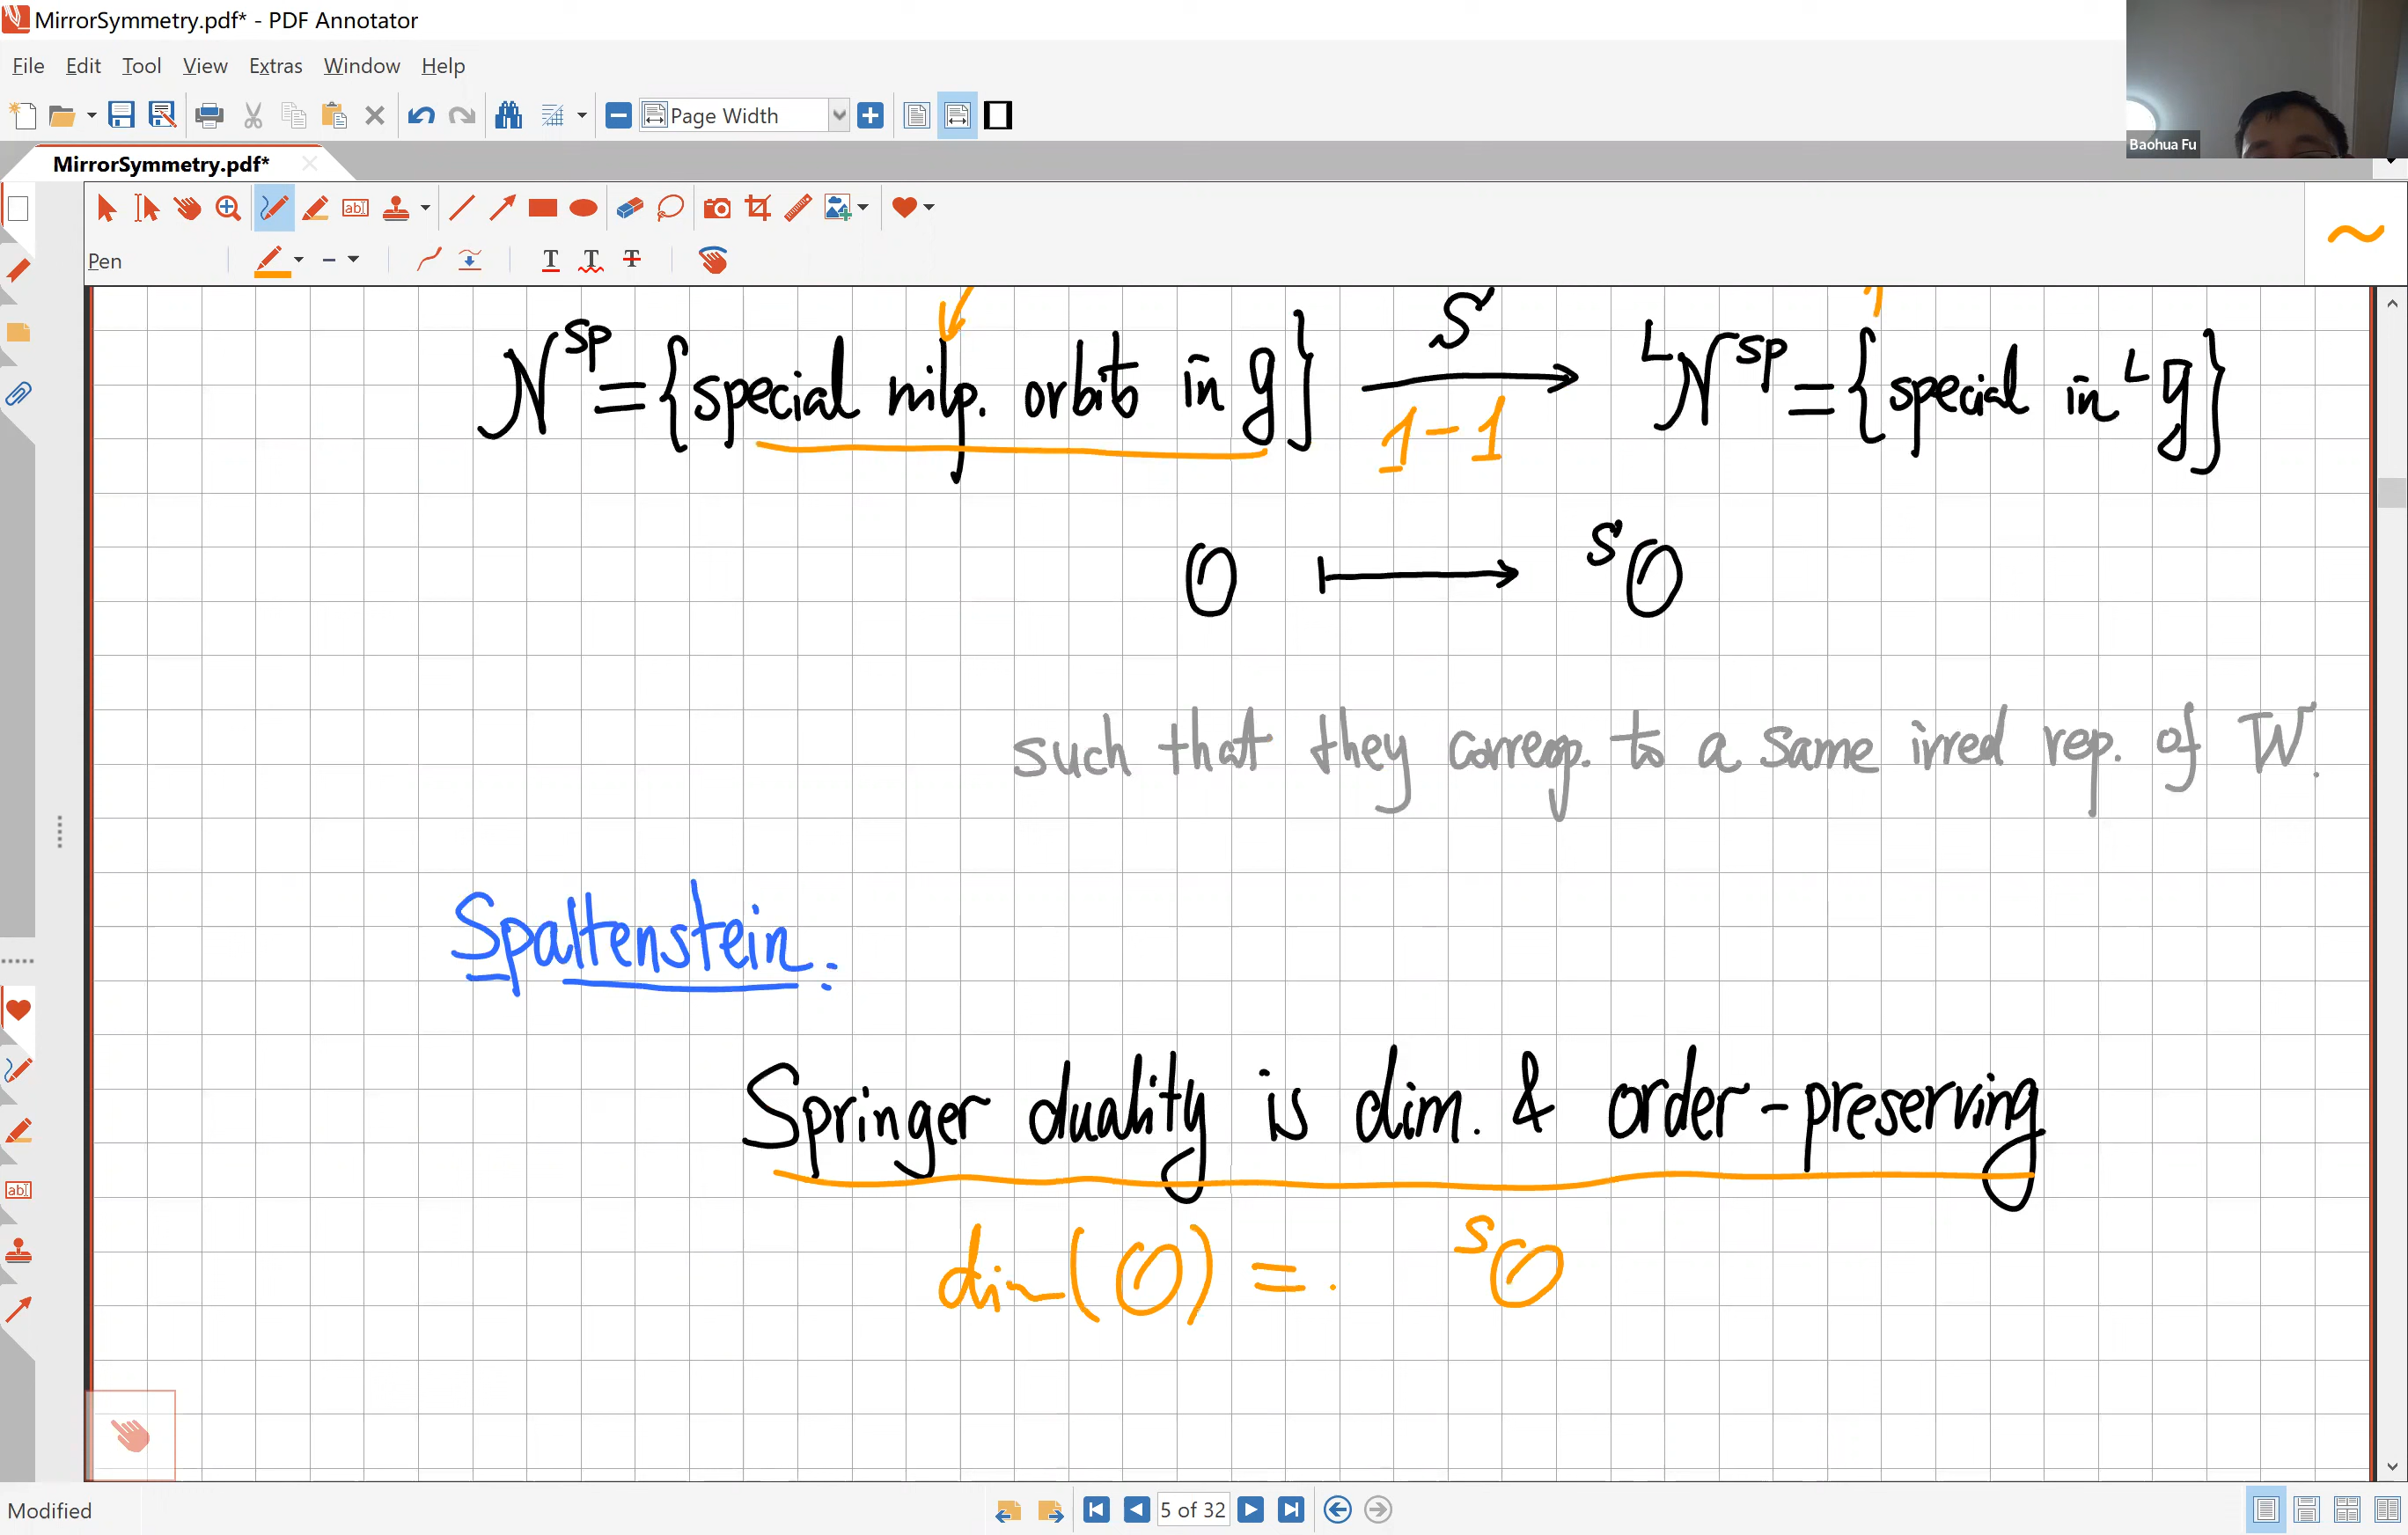 MirrorSymmetry.pdf* - PDF Annotator
File Edit Tool View Extras Window Help
Page Width
Baohua Fu
MirrorSymmetry.pdf*
Pen
N^sp = {special nilp. orbits in g} S 1-1 ᴸN^sp = {special in ᴸg}
O ⟼ ˢO
such that they corresp. to a same irred rep. of W.
Spaltenstein:
Springer duality is dim. & order-preserving
dim(O) = . ˢO
Modified
5 of 32